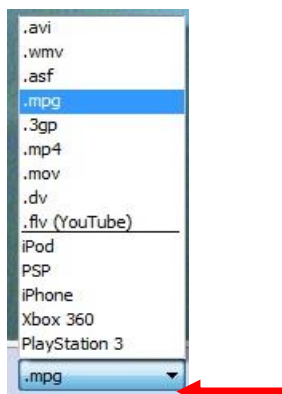 .avi
.wmv
.asf
.mpg
.3gp
.mp4
.mov
.dv
.flv (YouTube)
iPod
PSP
iPhone
Xbox 360
PlayStation 3
.mpg